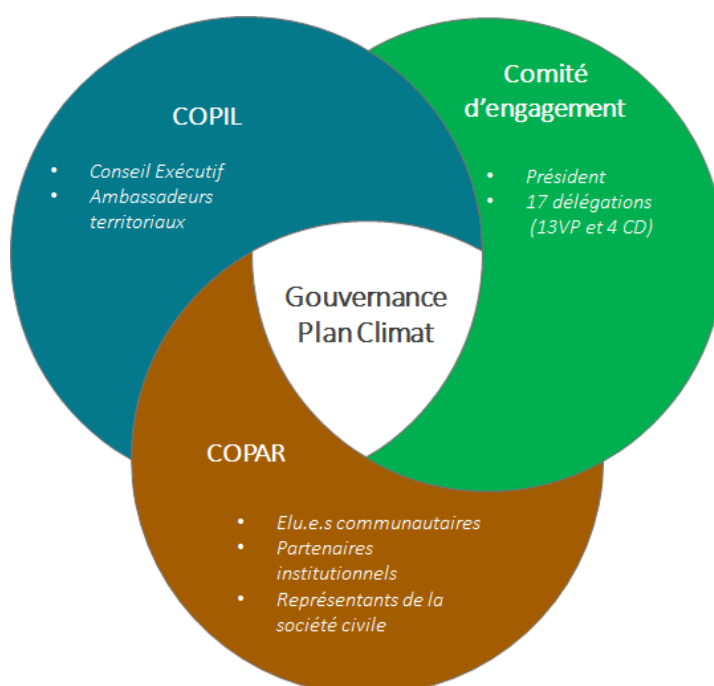 COPIL
• Conseil Exécutif
• Ambassadeurs
territoriaux
Comité
d'engagement
• Président
• 17 délégations
(13VP et 4 CD)
Gouvernance
Plan Climat
COPAR
• Elu.e.s communautaires
• Partenaires
institutionnels
• Représentants de la
société civile